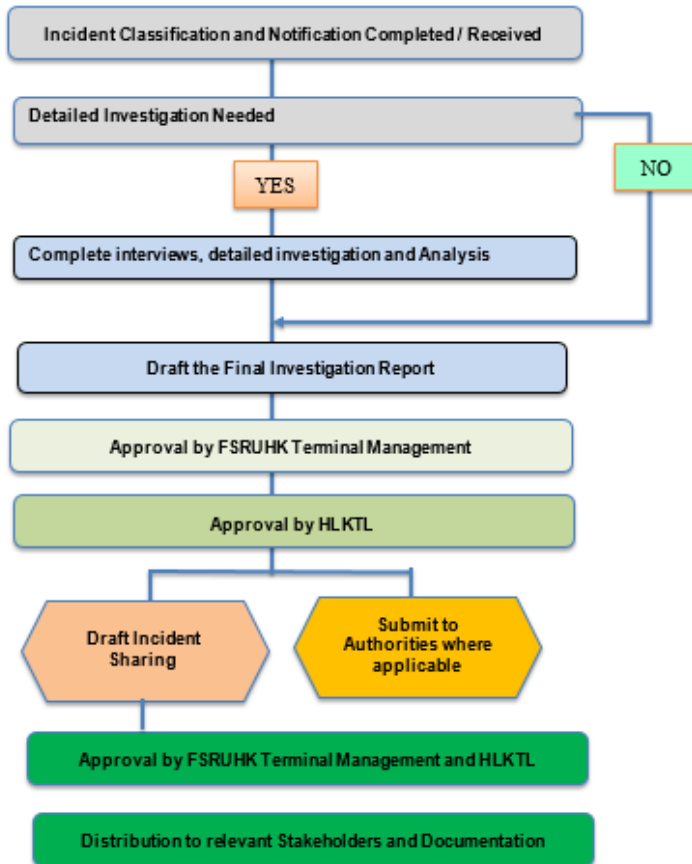 Incident Classification and Notification Completed / Received
Detailed Investigation Needed
YES
NO
Complete interviews, detailed investigation and Analysis
Draft the Final Investigation Report
Approval by FSRUHK Terminal Management
Approval by HLKTL
Draft Incident
Sharing
Submit to
Authorities where
applicable
Approval by FSRUHK Terminal Management and HLKTL
Distribution to relevant Stakeholders and Documentation